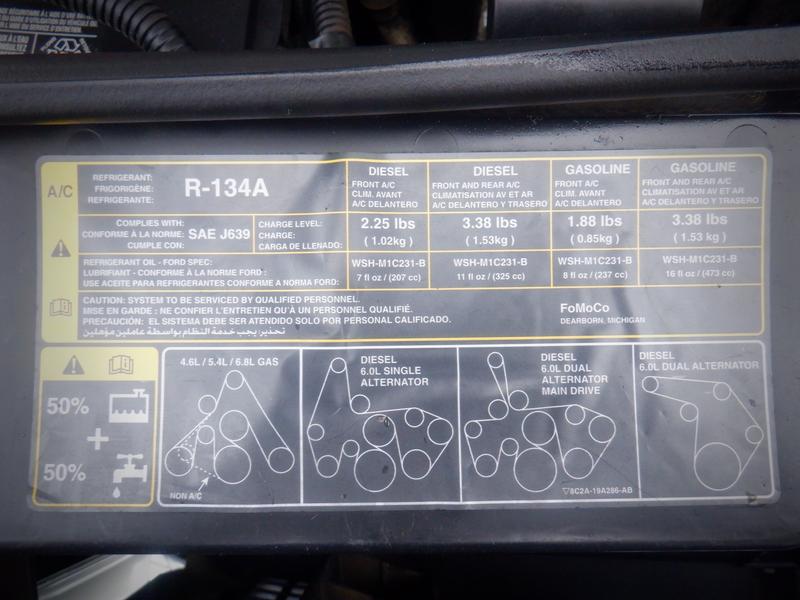 A/C
REFRIGERANT:
FRIGORIGÈNE:
REFRIGERANTE:
R-134A
DIESEL
FRONT A/C
CLIM. AVANT
A/C DELANTERO
DIESEL
FRONT AND REAR A/C
CLIMATISATION AV ET AR
A/C DELANTERO Y TRASERO
GASOLINE
FRONT A/C
CLIM. AVANT
A/C DELANTERO
GASOLINE
FRONT AND REAR A/C
CLIMATISATION AV ET AR
A/C DELANTERO Y TRASERO
COMPLIES WITH:
CONFORME À LA NORME:
CUMPLE CON:
SAE J639
CHARGE LEVEL:
CHARGE:
CARGA DE LLENADO:
2.25 lbs
( 1.02kg )
3.38 lbs
( 1.53kg )
1.88 lbs
( 0.85kg )
3.38 lbs
( 1.53 kg )
REFRIGERATION OIL - FORD SPEC:
LUBRIFIANT - CONFORME À LA NORME FORD:
USE ACEITE PARA REFRIGERANTES CONFORME A NORMA FORD:
WSH-M1C231-B
7 fl oz / (207 cc)
WSH-M1C231-B
11 fl oz / (325 cc)
WSH-M1C231-B
8 fl oz / (237 cc)
WSH-M1C231-B
16 fl oz / (473 cc)
CAUTION: SYSTEM TO BE SERVICED BY QUALIFIED PERSONNEL.
MISE EN GARDE : NE CONFIER L'ENTRETIEN QU'À UN PERSONNEL QUALIFIÉ.
PRECAUCIÓN: EL SISTEMA DEBE SER ATENDIDO SOLO POR PERSONAL CALIFICADO.
تحذير: يجب خدمة النظام بواسطة عاملين مؤهلين
FoMoCo
DEARBORN, MICHIGAN
50%
+
50%
4.6L / 5.4L / 6.8L GAS
NON A/C
DIESEL
6.0L SINGLE
ALTERNATOR
DIESEL
6.0L DUAL
ALTERNATOR
MAIN DRIVE
8C2A-19A286-AB
DIESEL
6.0L DUAL ALTERNATOR